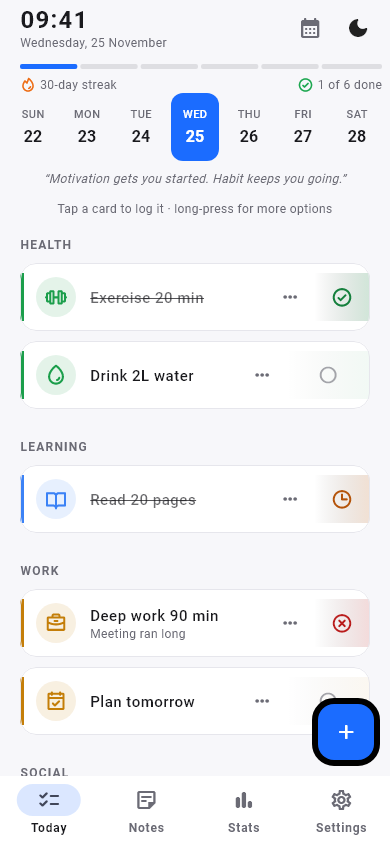 09:41
Wednesday, 25 November
30-day streak
1 of 6 done
SUN MON TUE WED THU FRI SAT
22 23 24 25 26 27 28
“Motivation gets you started. Habit keeps you going.”
Tap a card to log it · long-press for more options
HEALTH
Exercise 20 min
Drink 2L water
LEARNING
Read 20 pages
WORK
Deep work 90 min
Meeting ran long
Plan tomorrow
SOCIAL
Today Notes Stats Settings